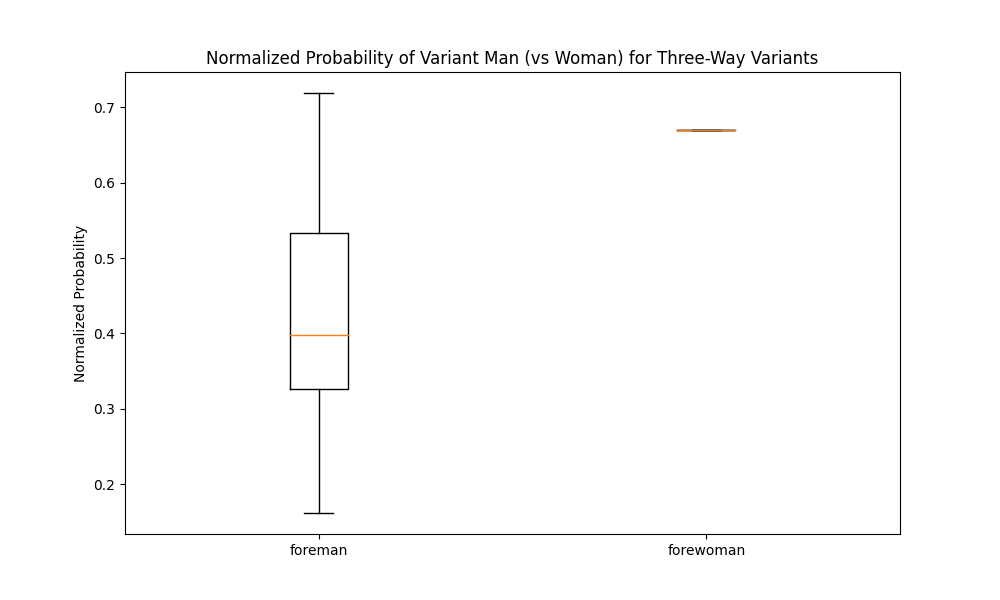 Normalized Probability of Variant Man (vs Woman) for Three-Way Variants
Normalized Probability
0.7
0.6
0.5
0.4
0.3
0.2
foreman
forewoman